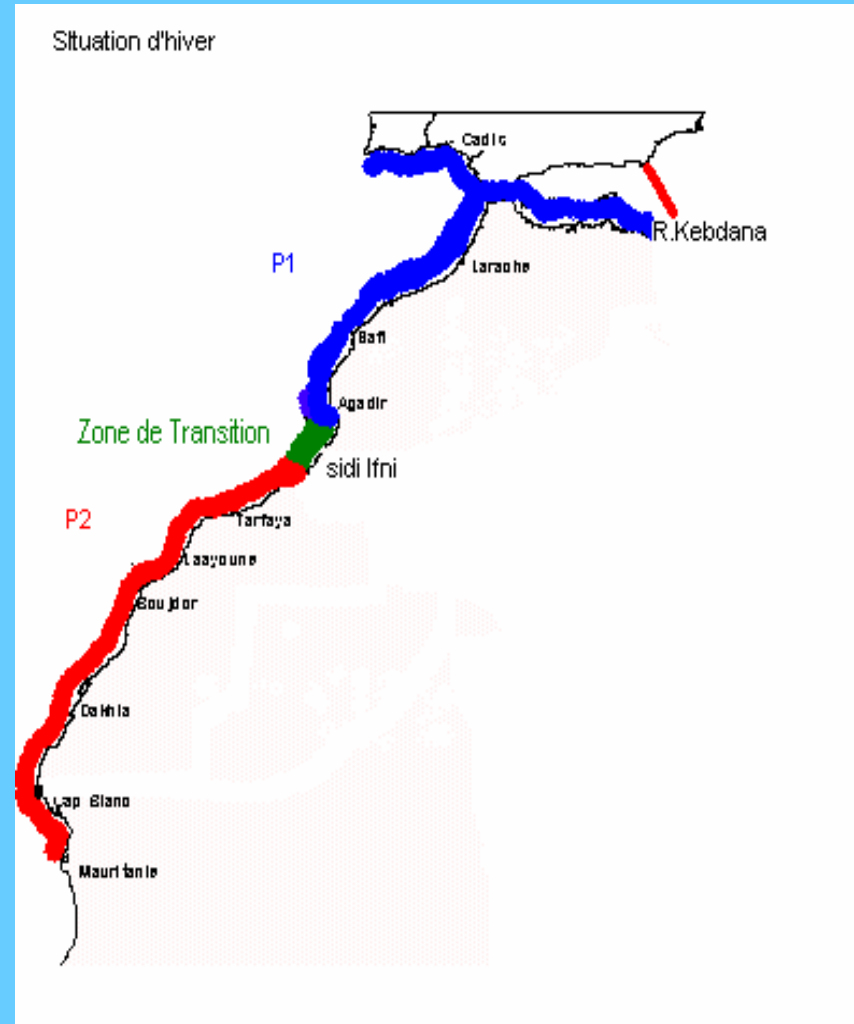 SItuation d'hiver
Cadic
R.Kebdana
P1
Larache
Safi
Agadir
Zone de Transition
sidi Ifni
P2
Tarfaya
Laayoune
Boujdor
Dakhla
Cap Blanc
Mauritanie